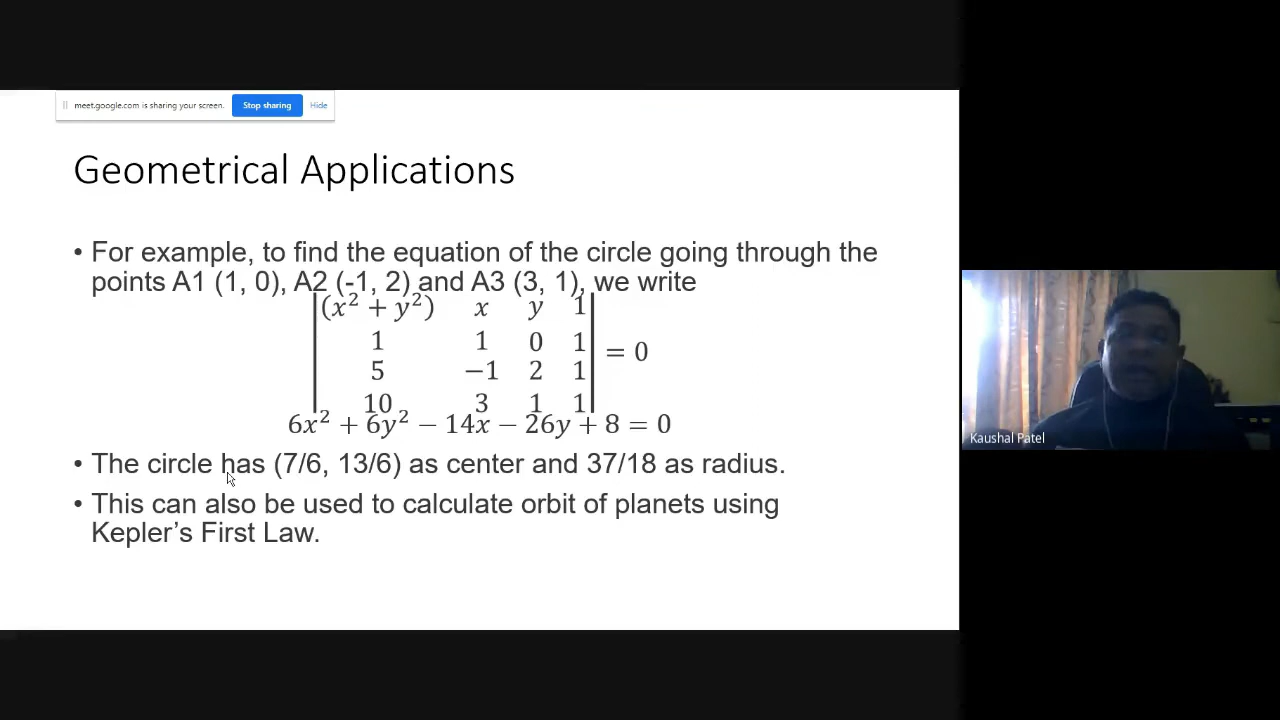 meet.google.com is sharing your screen. Stop sharing Hide
Geometrical Applications
• For example, to find the equation of the circle going through the
points A1 (1, 0), A2 (-1, 2) and A3 (3, 1), we write
|(x² + y²) x y 1|
|1 1 0 1| = 0
|5 −1 2 1|
|10 3 1 1|
6x² + 6y² − 14x − 26y + 8 = 0
• The circle has (7/6, 13/6) as center and 37/18 as radius.
• This can also be used to calculate orbit of planets using
Kepler’s First Law.
Kaushal Patel